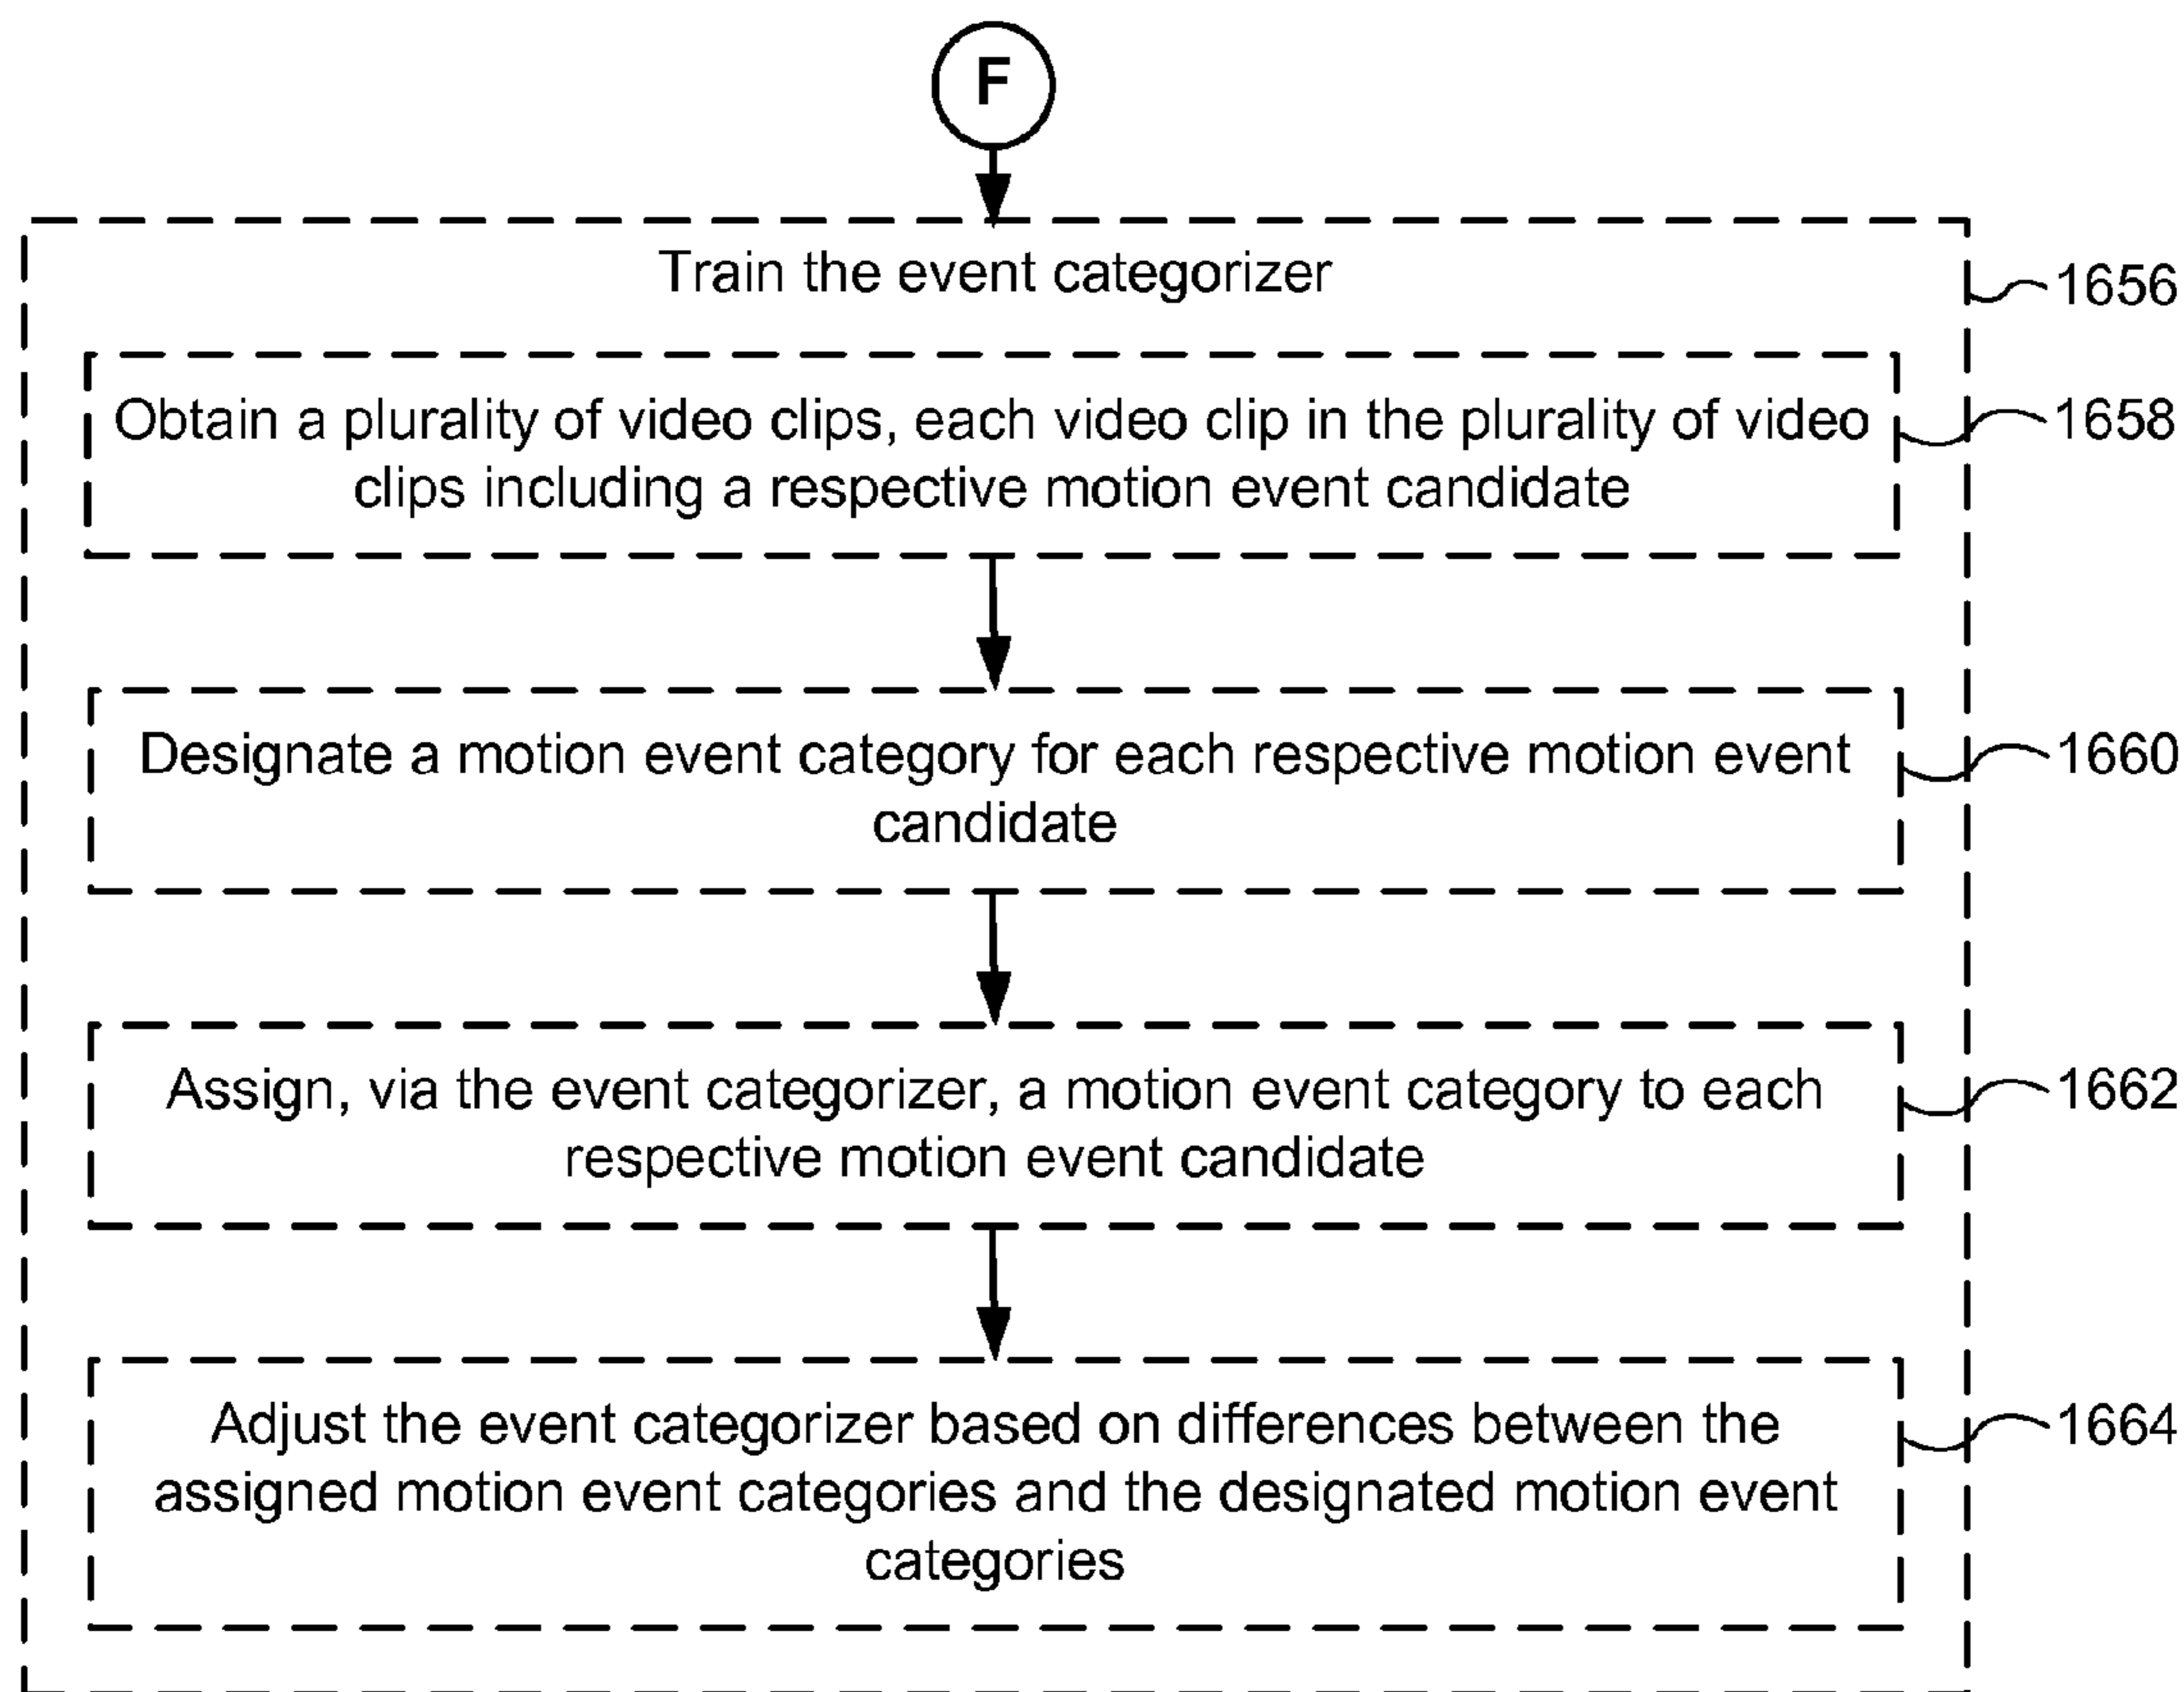 F
Train the event categorizer
1656
Obtain a plurality of video clips, each video clip in the plurality of video
clips including a respective motion event candidate
1658
Designate a motion event category for each respective motion event
candidate
1660
Assign, via the event categorizer, a motion event category to each
respective motion event candidate
1662
Adjust the event categorizer based on differences between the
assigned motion event categories and the designated motion event
categories
1664